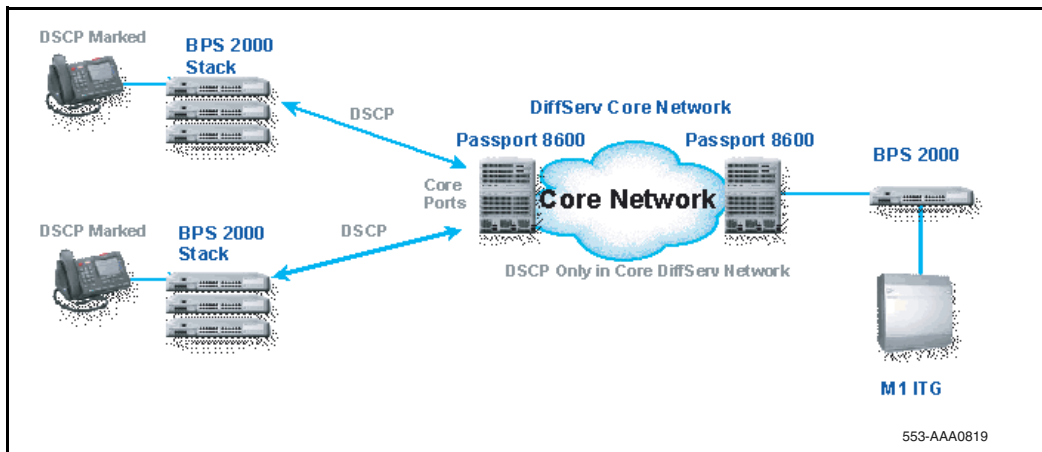 DSCP Marked
BPS 2000
Stack
DSCP
DiffServ Core Network
Passport 8600
Passport 8600
BPS 2000
Core
Ports
Core Network
DSCP Marked
BPS 2000
Stack
DSCP
DSCP Only in Core DiffServ Network
M1 ITG
553-AAA0819